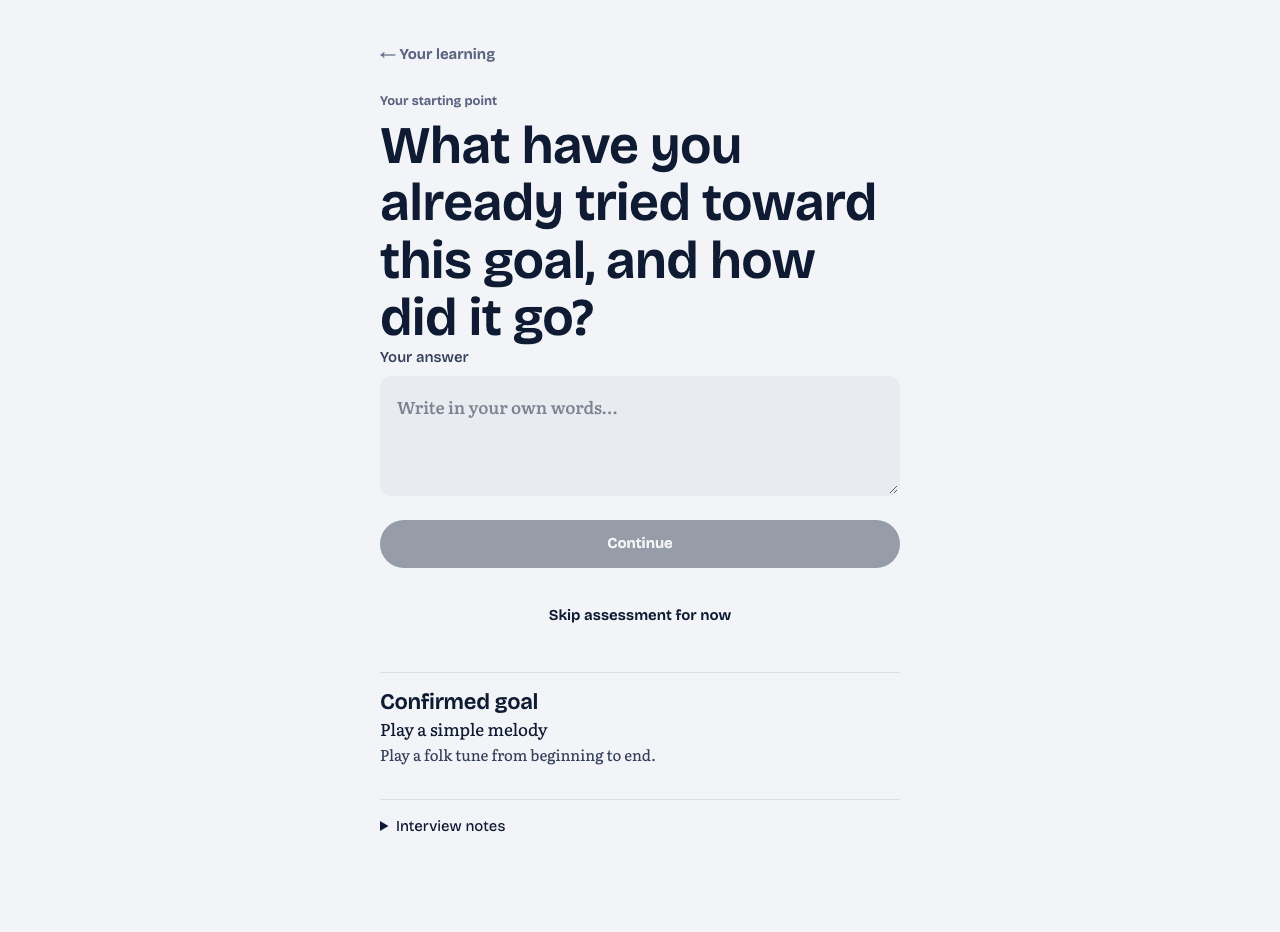 ← Your learning
Your starting point
What have you
already tried toward
this goal, and how
did it go?
Your answer
Write in your own words…
Continue
Skip assessment for now
Confirmed goal
Play a simple melody
Play a folk tune from beginning to end.
Interview notes